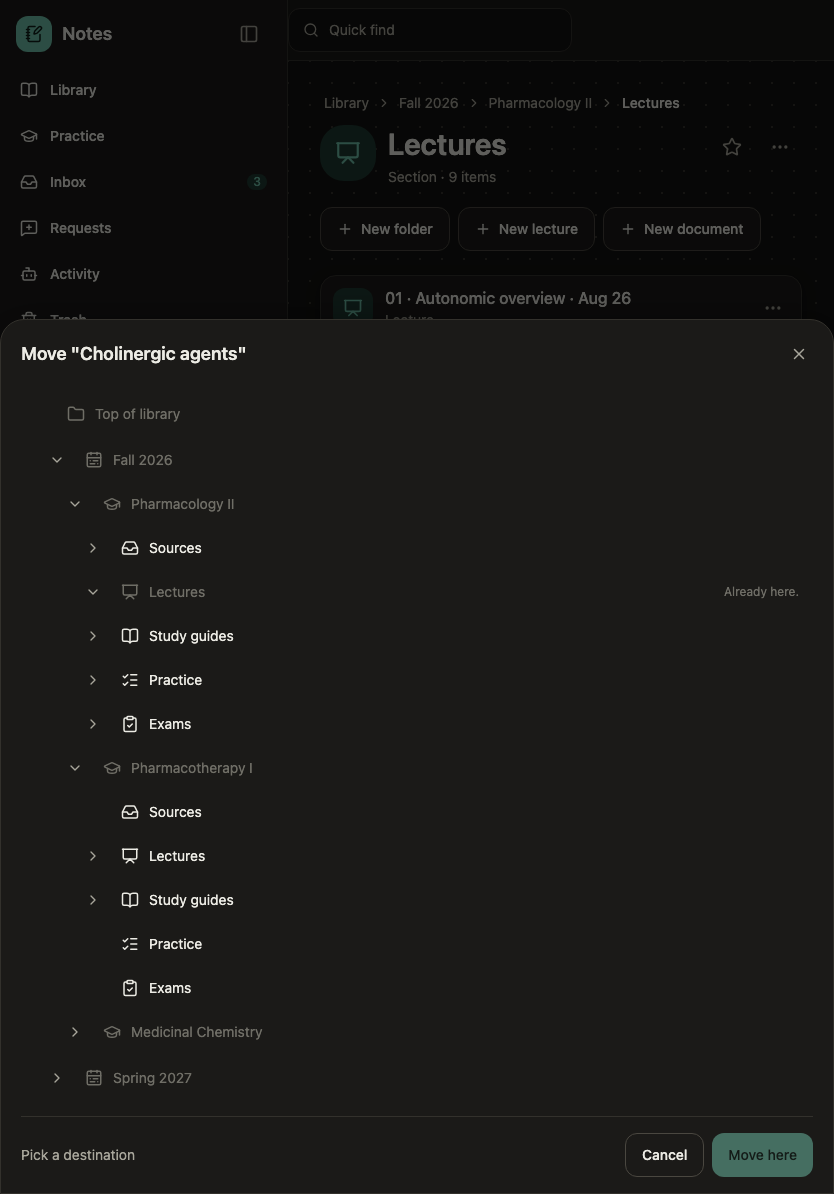 Notes
Quick find
Library
Practice
Inbox 3
Requests
Activity
Trash
Library > Fall 2026 > Pharmacology II > Lectures
Lectures
Section · 9 items
New folder
New lecture
New document
01 · Autonomic overview · Aug 26
Lecture
Move "Cholinergic agents"
Top of library
Fall 2026
Pharmacology II
Sources
Lectures Already here.
Study guides
Practice
Exams
Pharmacotherapy I
Sources
Lectures
Study guides
Practice
Exams
Medicinal Chemistry
Spring 2027
Pick a destination
Cancel
Move here